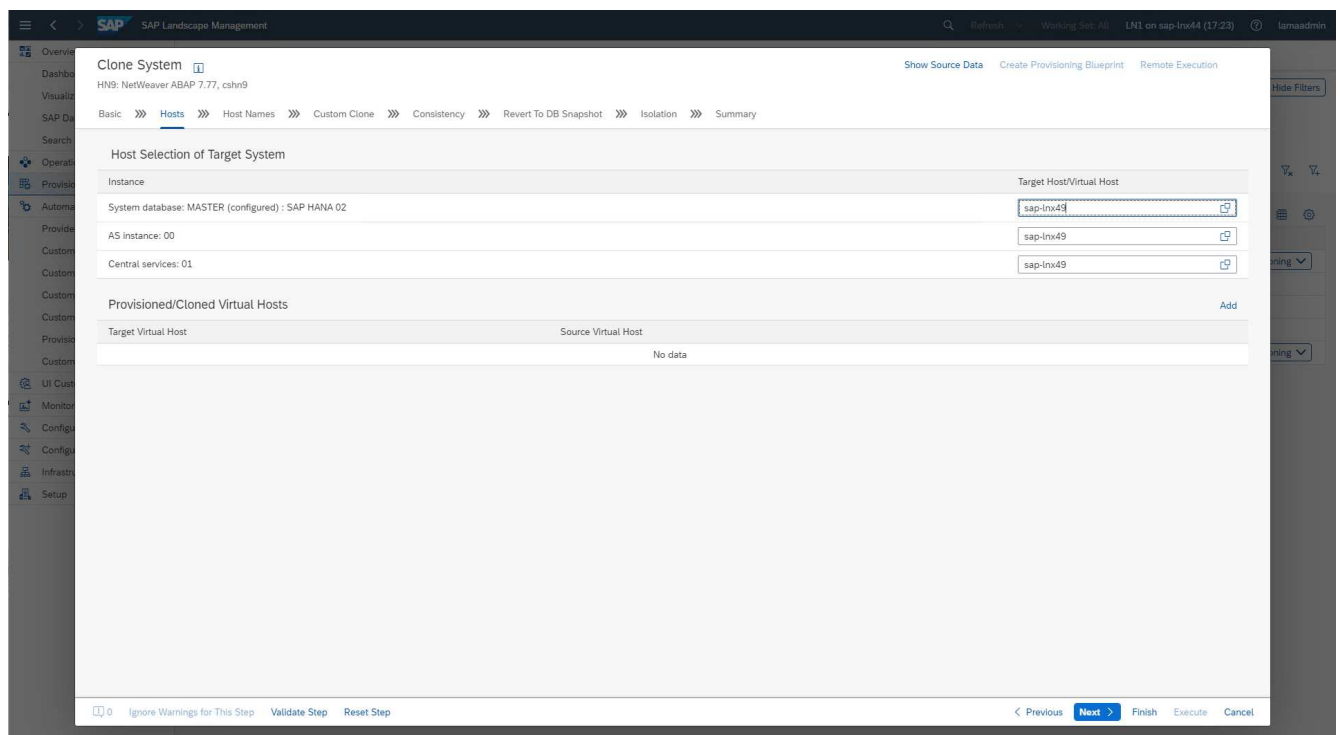 SAP SAP Landscape Management Refresh Working Set: All LN1 on sap-lnx44 (17:23) lamaadmin
Overvie
Dashbo
Visualiz
SAP Da
Search
Operati
Provisio
Automa
Provide
Custom
Custom
Custom
Custom
Provisio
Custom
UI Cust
Monitor
Configu
Configu
Infrastru
Setup
Hide Filters
oning
oning
Clone System Show Source Data Create Provisioning Blueprint Remote Execution
HN9: NetWeaver ABAP 7.77, cshn9
Basic Hosts Host Names Custom Clone Consistency Revert To DB Snapshot Isolation Summary
Host Selection of Target System
Instance Target Host/Virtual Host
System database: MASTER (configured) : SAP HANA 02 sap-lnx49
AS instance: 00 sap-lnx49
Central services: 01 sap-lnx49
Provisioned/Cloned Virtual Hosts Add
Target Virtual Host Source Virtual Host
No data
0 Ignore Warnings for This Step Validate Step Reset Step < Previous Next > Finish Execute Cancel